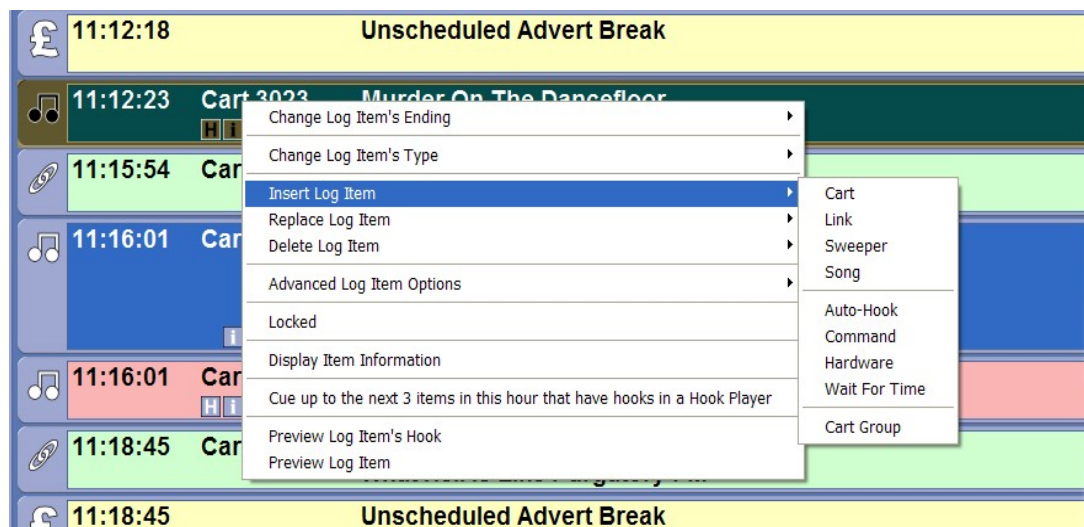 11:12:18 Unscheduled Advert Break
11:12:23 Cart 3023 Murder On The Dancefloor
H i
Change Log Item's Ending
Change Log Item's Type
11:15:54 Car
Insert Log Item
Replace Log Item
Delete Log Item
Cart
Link
Sweeper
Song
11:16:01 Car
Advanced Log Item Options
Locked
i
Auto-Hook
Command
Hardware
Wait For Time
Display Item Information
11:16:01 Car
H i
Cue up to the next 3 items in this hour that have hooks in a Hook Player
Cart Group
Preview Log Item's Hook
11:18:45 Car
Preview Log Item
11:18:45 Unscheduled Advert Break